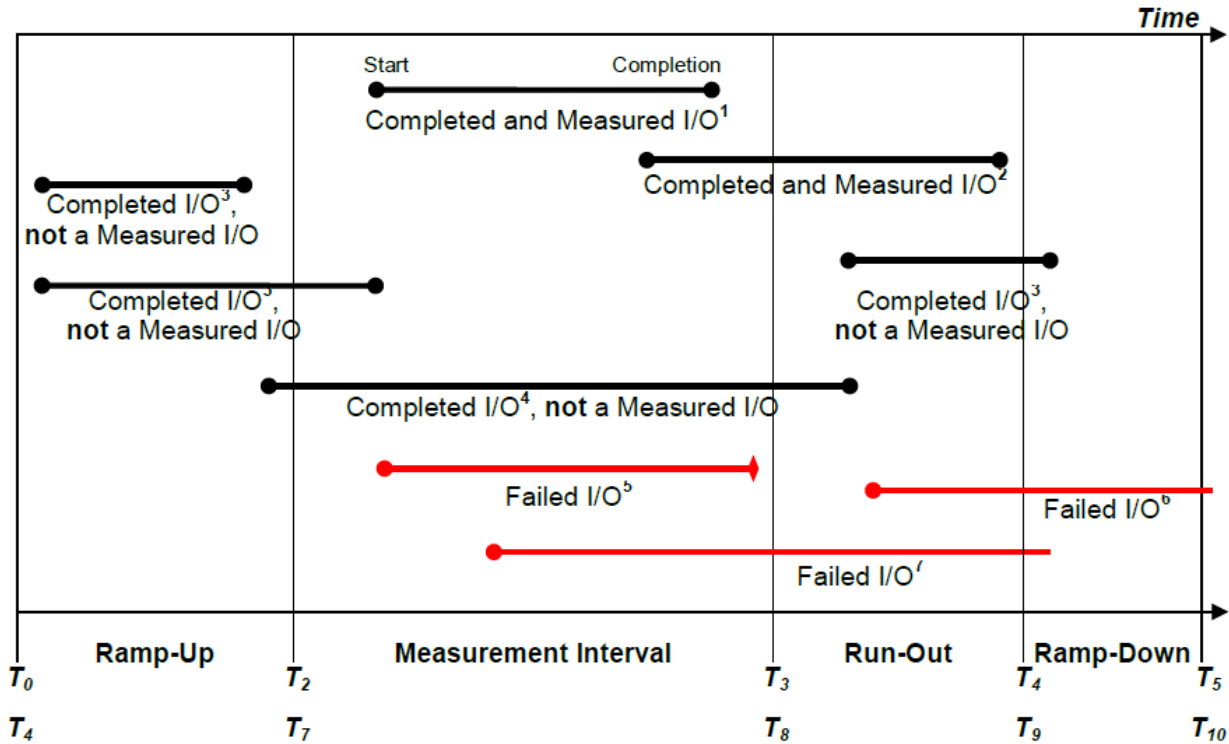 Time
Start Completion
Completed and Measured I/O1
Completed and Measured I/O2
Completed I/O3,
not a Measured I/O
Completed I/O3,
not a Measured I/O
Completed I/O3,
not a Measured I/O
Completed I/O4, not a Measured I/O
Failed I/O5
Failed I/O6
Failed I/O7
Ramp-Up Measurement Interval Run-Out Ramp-Down
T0 T2 T3 T4 T5
T4 T7 T8 T9 T10